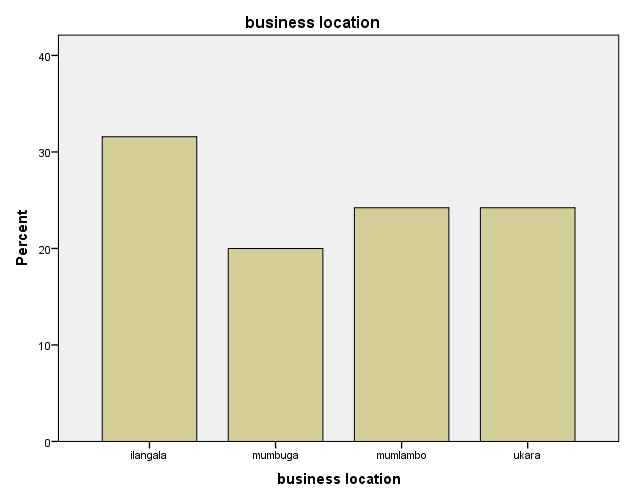 business location
Percent
40
30
20
10
0
ilangala mumbuga mumlambo ukara
business location